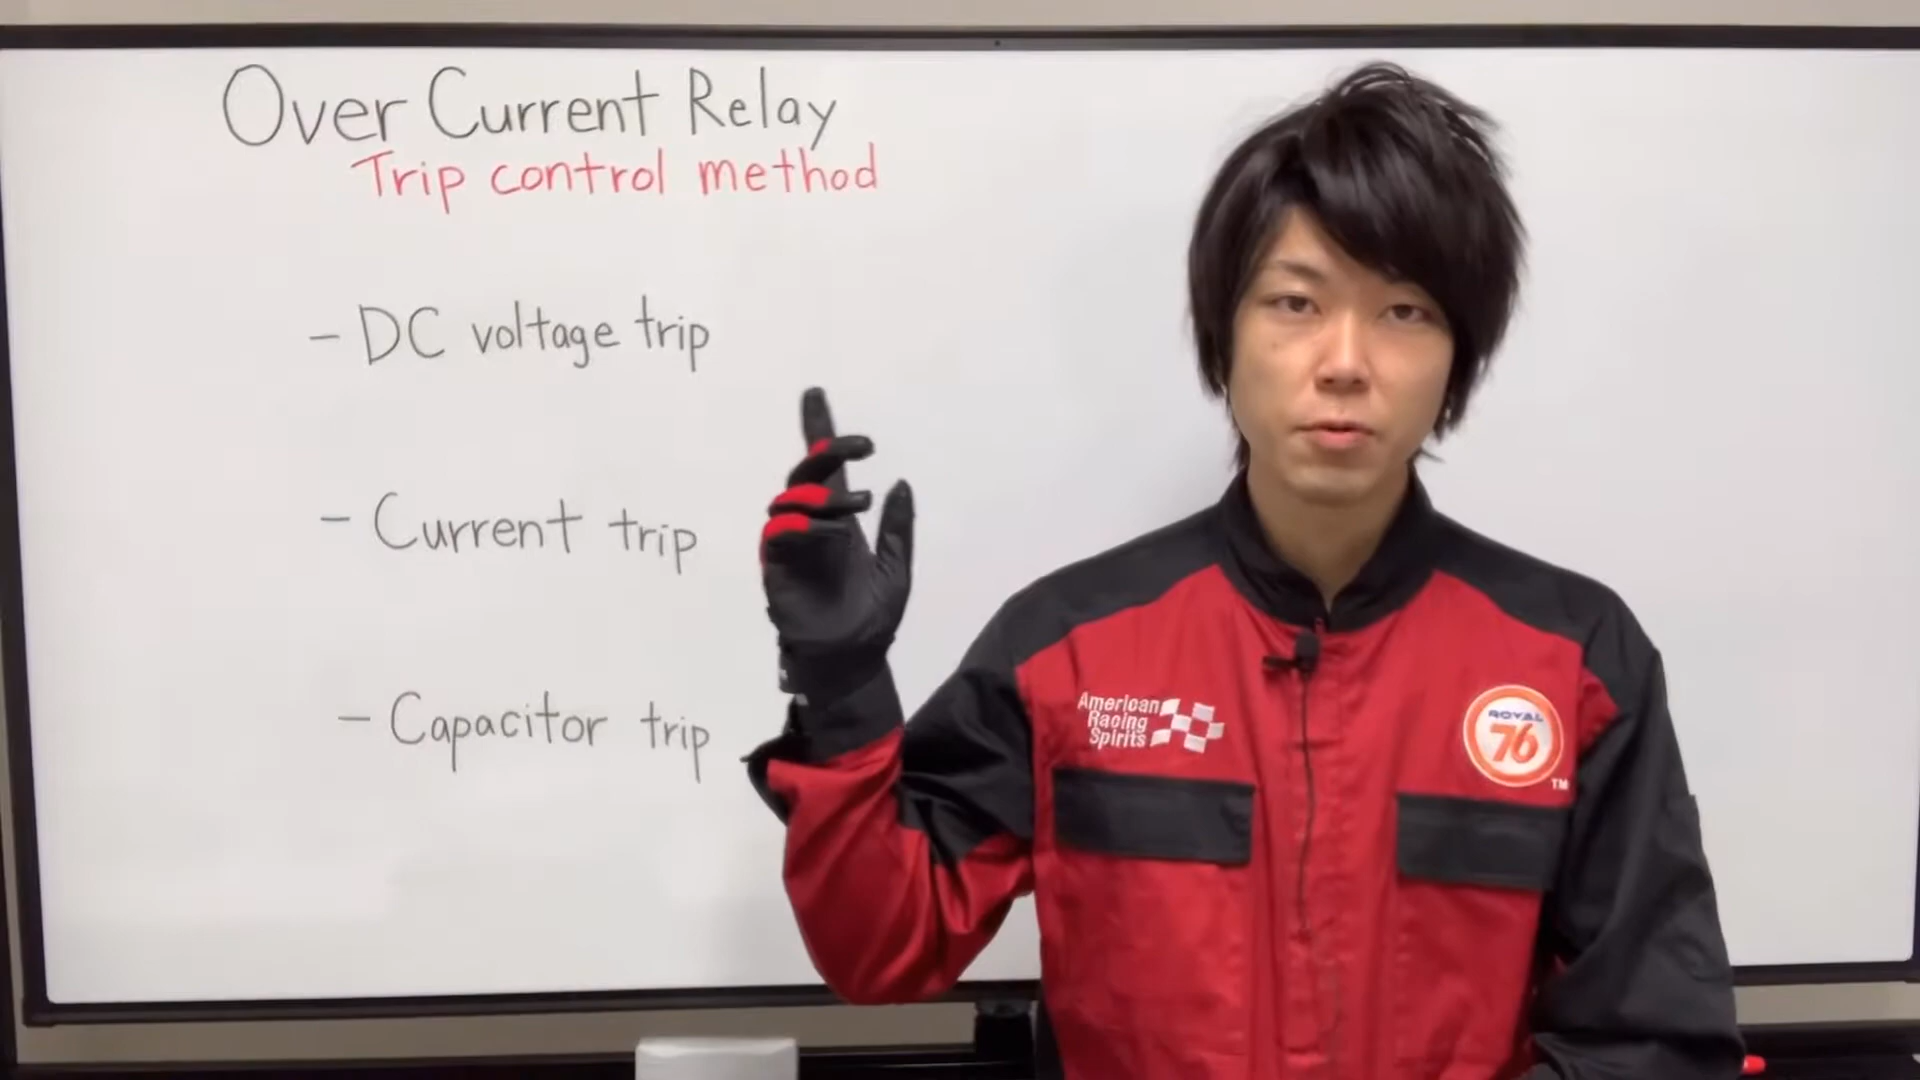 Over Current Relay
Trip control method
- DC voltage trip
- Current trip
- Capacitor trip
American
Racing
Spirits
ROYAL
76
TM